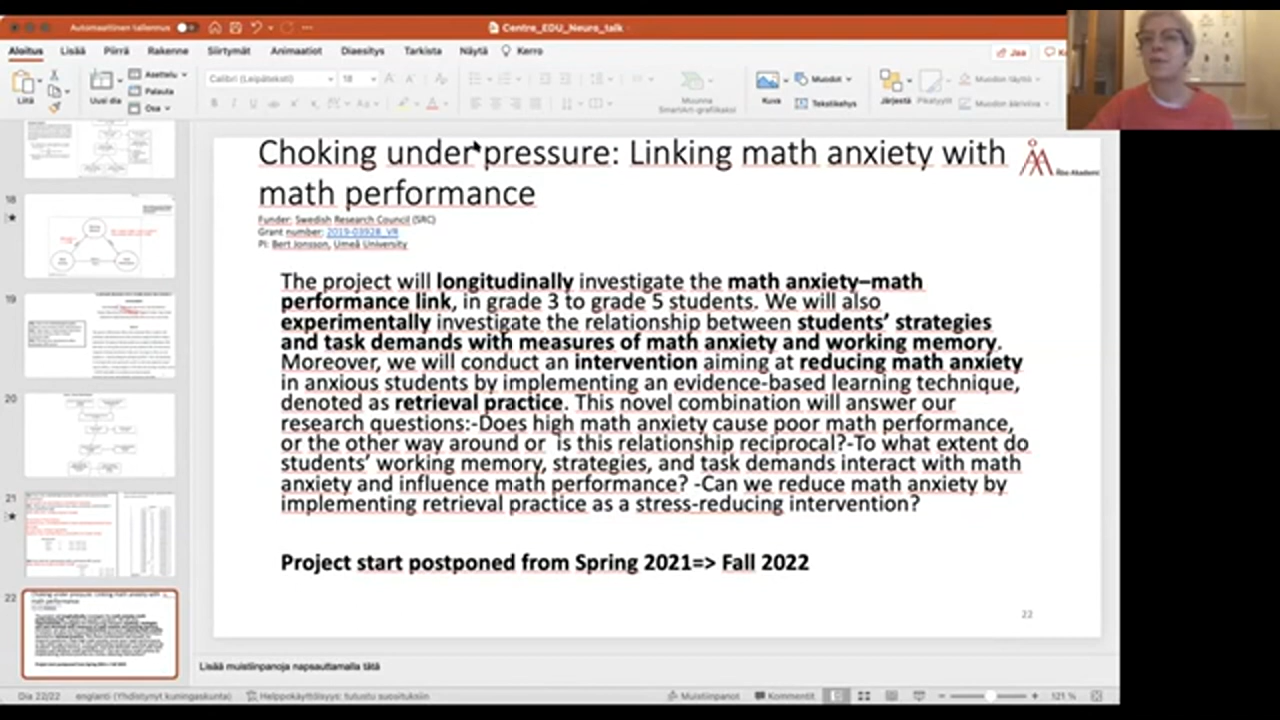 Automaattinen tallennus
Centre_EDU_Neuro_talk
Aloitus Lisää Piirrä Rakenne Siirtymät Animaatiot Diaesitys Tarkista Näytä Kerro
Jaa
Liitä
Uusi dia
Asettelu
Palauta
Osa
Calibri (Leipäteksti) 18
Muunna SmartArt-grafiikaksi
Kuva
Muodot
Tekstikehys
Järjestä
Pikatyylit
Muodon täyttö
Muodon ääriviiva
18
19
20
21
22
Choking under pressure: Linking math anxiety with
math performance
Åbo Akademi
Funder: Swedish Research Council (SRC)
Grant number: 2019-03928_VR
PI: Bert Jonsson, Umeå University
The project will longitudinally investigate the math anxiety–math
performance link, in grade 3 to grade 5 students. We will also
experimentally investigate the relationship between students’ strategies
and task demands with measures of math anxiety and working memory.
Moreover, we will conduct an intervention aiming at reducing math anxiety
in anxious students by implementing an evidence-based learning technique,
denoted as retrieval practice. This novel combination will answer our
research questions:-Does high math anxiety cause poor math performance,
or the other way around or is this relationship reciprocal?-To what extent do
students’ working memory, strategies, and task demands interact with math
anxiety and influence math performance? -Can we reduce math anxiety by
implementing retrieval practice as a stress-reducing intervention?
Project start postponed from Spring 2021=> Fall 2022
22
Lisää muistiinpanoja napsauttamalla tätä
Dia 22/22 englanti (Yhdistynyt kuningaskunta) Helppokäyttöisyys: tutustu suosituksiin Muistiinpanot Kommentit 121 %